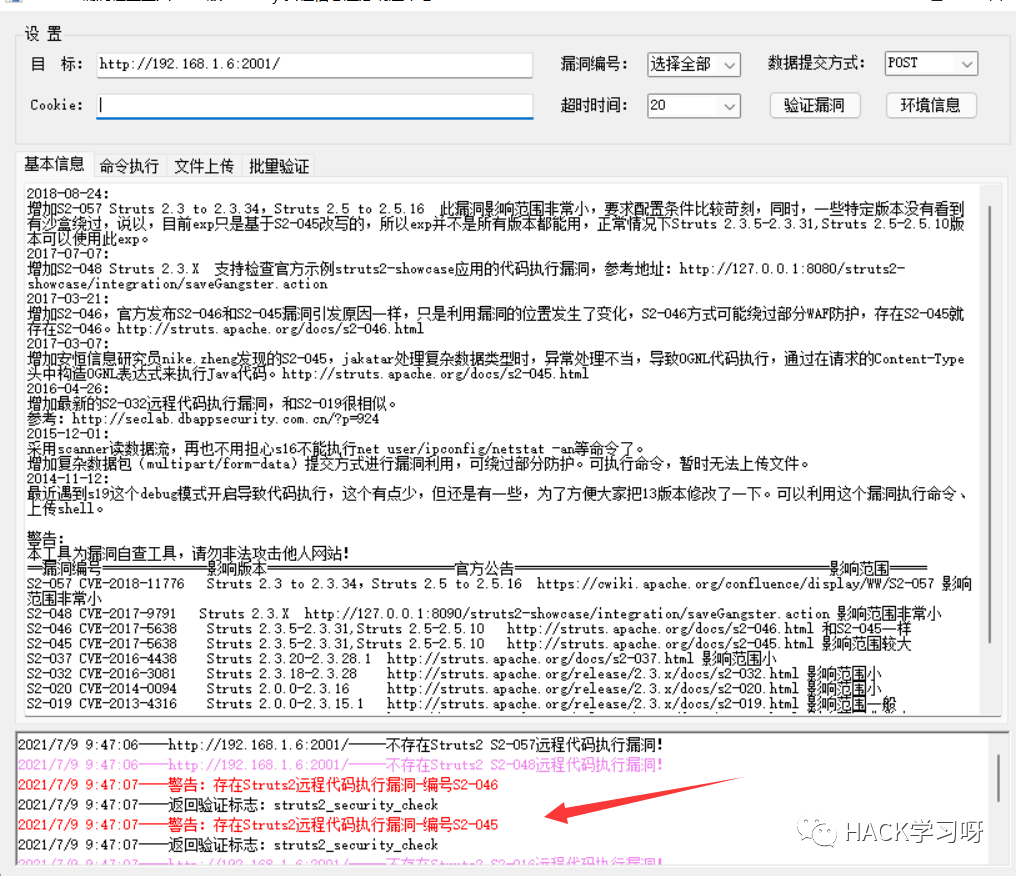 设 置
目 标: http://192.168.1.6:2001/ 漏洞编号: 选择全部 数据提交方式: POST
Cookie: 超时时间: 20 验证漏洞 环境信息
基本信息 命令执行 文件上传 批量验证
2018-08-24:
增加S2-057 Struts 2.3 to 2.3.34，Struts 2.5 to 2.5.16 此漏洞影响范围非常小，要求配置条件比较苛刻，同时，一些特定版本没有看到
有沙盒绕过，说以，目前exp只是基于S2-045改写的，所以exp并不是所有版本都能用，正常情况下Struts 2.3.5-2.3.31,Struts 2.5-2.5.10版
本可以使用此exp。
2017-07-07:
增加S2-048 Struts 2.3.X 支持检查官方示例struts2-showcase应用的代码执行漏洞，参考地址：http://127.0.0.1:8080/struts2-
showcase/integration/saveGangster.action
2017-03-21:
增加S2-046，官方发布S2-046和S2-045漏洞引发原因一样，只是利用漏洞的位置发生了变化，S2-046方式可能绕过部分WAF防护，存在S2-045就
存在S2-046。http://struts.apache.org/docs/s2-046.html
2017-03-07:
增加安恒信息研究员nike.zheng发现的S2-045，jakatar处理复杂数据类型时，异常处理不当，导致OGNL代码执行，通过在请求的Content-Type
头中构造OGNL表达式来执行Java代码。http://struts.apache.org/docs/s2-045.html
2016-04-26:
增加最新的S2-032远程代码执行漏洞，和S2-019很相似。
参考：http://seclab.dbappsecurity.com.cn/?p=924
2015-12-01:
采用scanner读数据流，再也不用担心s16不能执行net user/ipconfig/netstat -an等命令了。
增加复杂数据包（multipart/form-data）提交方式进行漏洞利用，可绕过部分防护。可执行命令，暂时无法上传文件。
2014-11-12:
最近遇到s19这个debug模式开启导致代码执行，这个有点少，但还是有一些，为了方便大家把13版本修改了一下。可以利用这个漏洞执行命令、
上传shell。
警告:
本工具为漏洞自查工具，请勿非法攻击他人网站!
═漏洞编号══════影响版本══════════官方公告══════════════════影响范围═══
S2-057 CVE-2018-11776 Struts 2.3 to 2.3.34，Struts 2.5 to 2.5.16 https://cwiki.apache.org/confluence/display/WW/S2-057 影响
范围非常小
S2-048 CVE-2017-9791 Struts 2.3.X http://127.0.0.1:8090/struts2-showcase/integration/saveGangster.action 影响范围非常小
S2-046 CVE-2017-5638 Struts 2.3.5-2.3.31,Struts 2.5-2.5.10 http://struts.apache.org/docs/s2-046.html 和S2-045一样
S2-045 CVE-2017-5638 Struts 2.3.5-2.3.31,Struts 2.5-2.5.10 http://struts.apache.org/docs/s2-045.html 影响范围较大
S2-037 CVE-2016-4438 Struts 2.3.20-2.3.28.1 http://struts.apache.org/docs/s2-037.html 影响范围小
S2-032 CVE-2016-3081 Struts 2.3.18-2.3.28 http://struts.apache.org/release/2.3.x/docs/s2-032.html 影响范围小
S2-020 CVE-2014-0094 Struts 2.0.0-2.3.16 http://struts.apache.org/release/2.3.x/docs/s2-020.html 影响范围小
S2-019 CVE-2013-4316 Struts 2.0.0-2.3.15.1 http://struts.apache.org/release/2.3.x/docs/s2-019.html 影响范围一般
2021/7/9 9:47:06——http://192.168.1.6:2001/———不存在Struts2 S2-057远程代码执行漏洞!
2021/7/9 9:47:06——http://192.168.1.6:2001/———不存在Struts2 S2-048远程代码执行漏洞!
2021/7/9 9:47:07——警告：存在Struts2远程代码执行漏洞-编号S2-046
2021/7/9 9:47:07——返回验证标志：struts2_security_check
2021/7/9 9:47:07——警告：存在Struts2远程代码执行漏洞-编号S2-045
2021/7/9 9:47:07——返回验证标志：struts2_security_check
2021/7/9 9:47:07——http://192.168.1.6:2001/———不存在Struts2 S2-016远程代码执行漏洞!
HACK学习呀